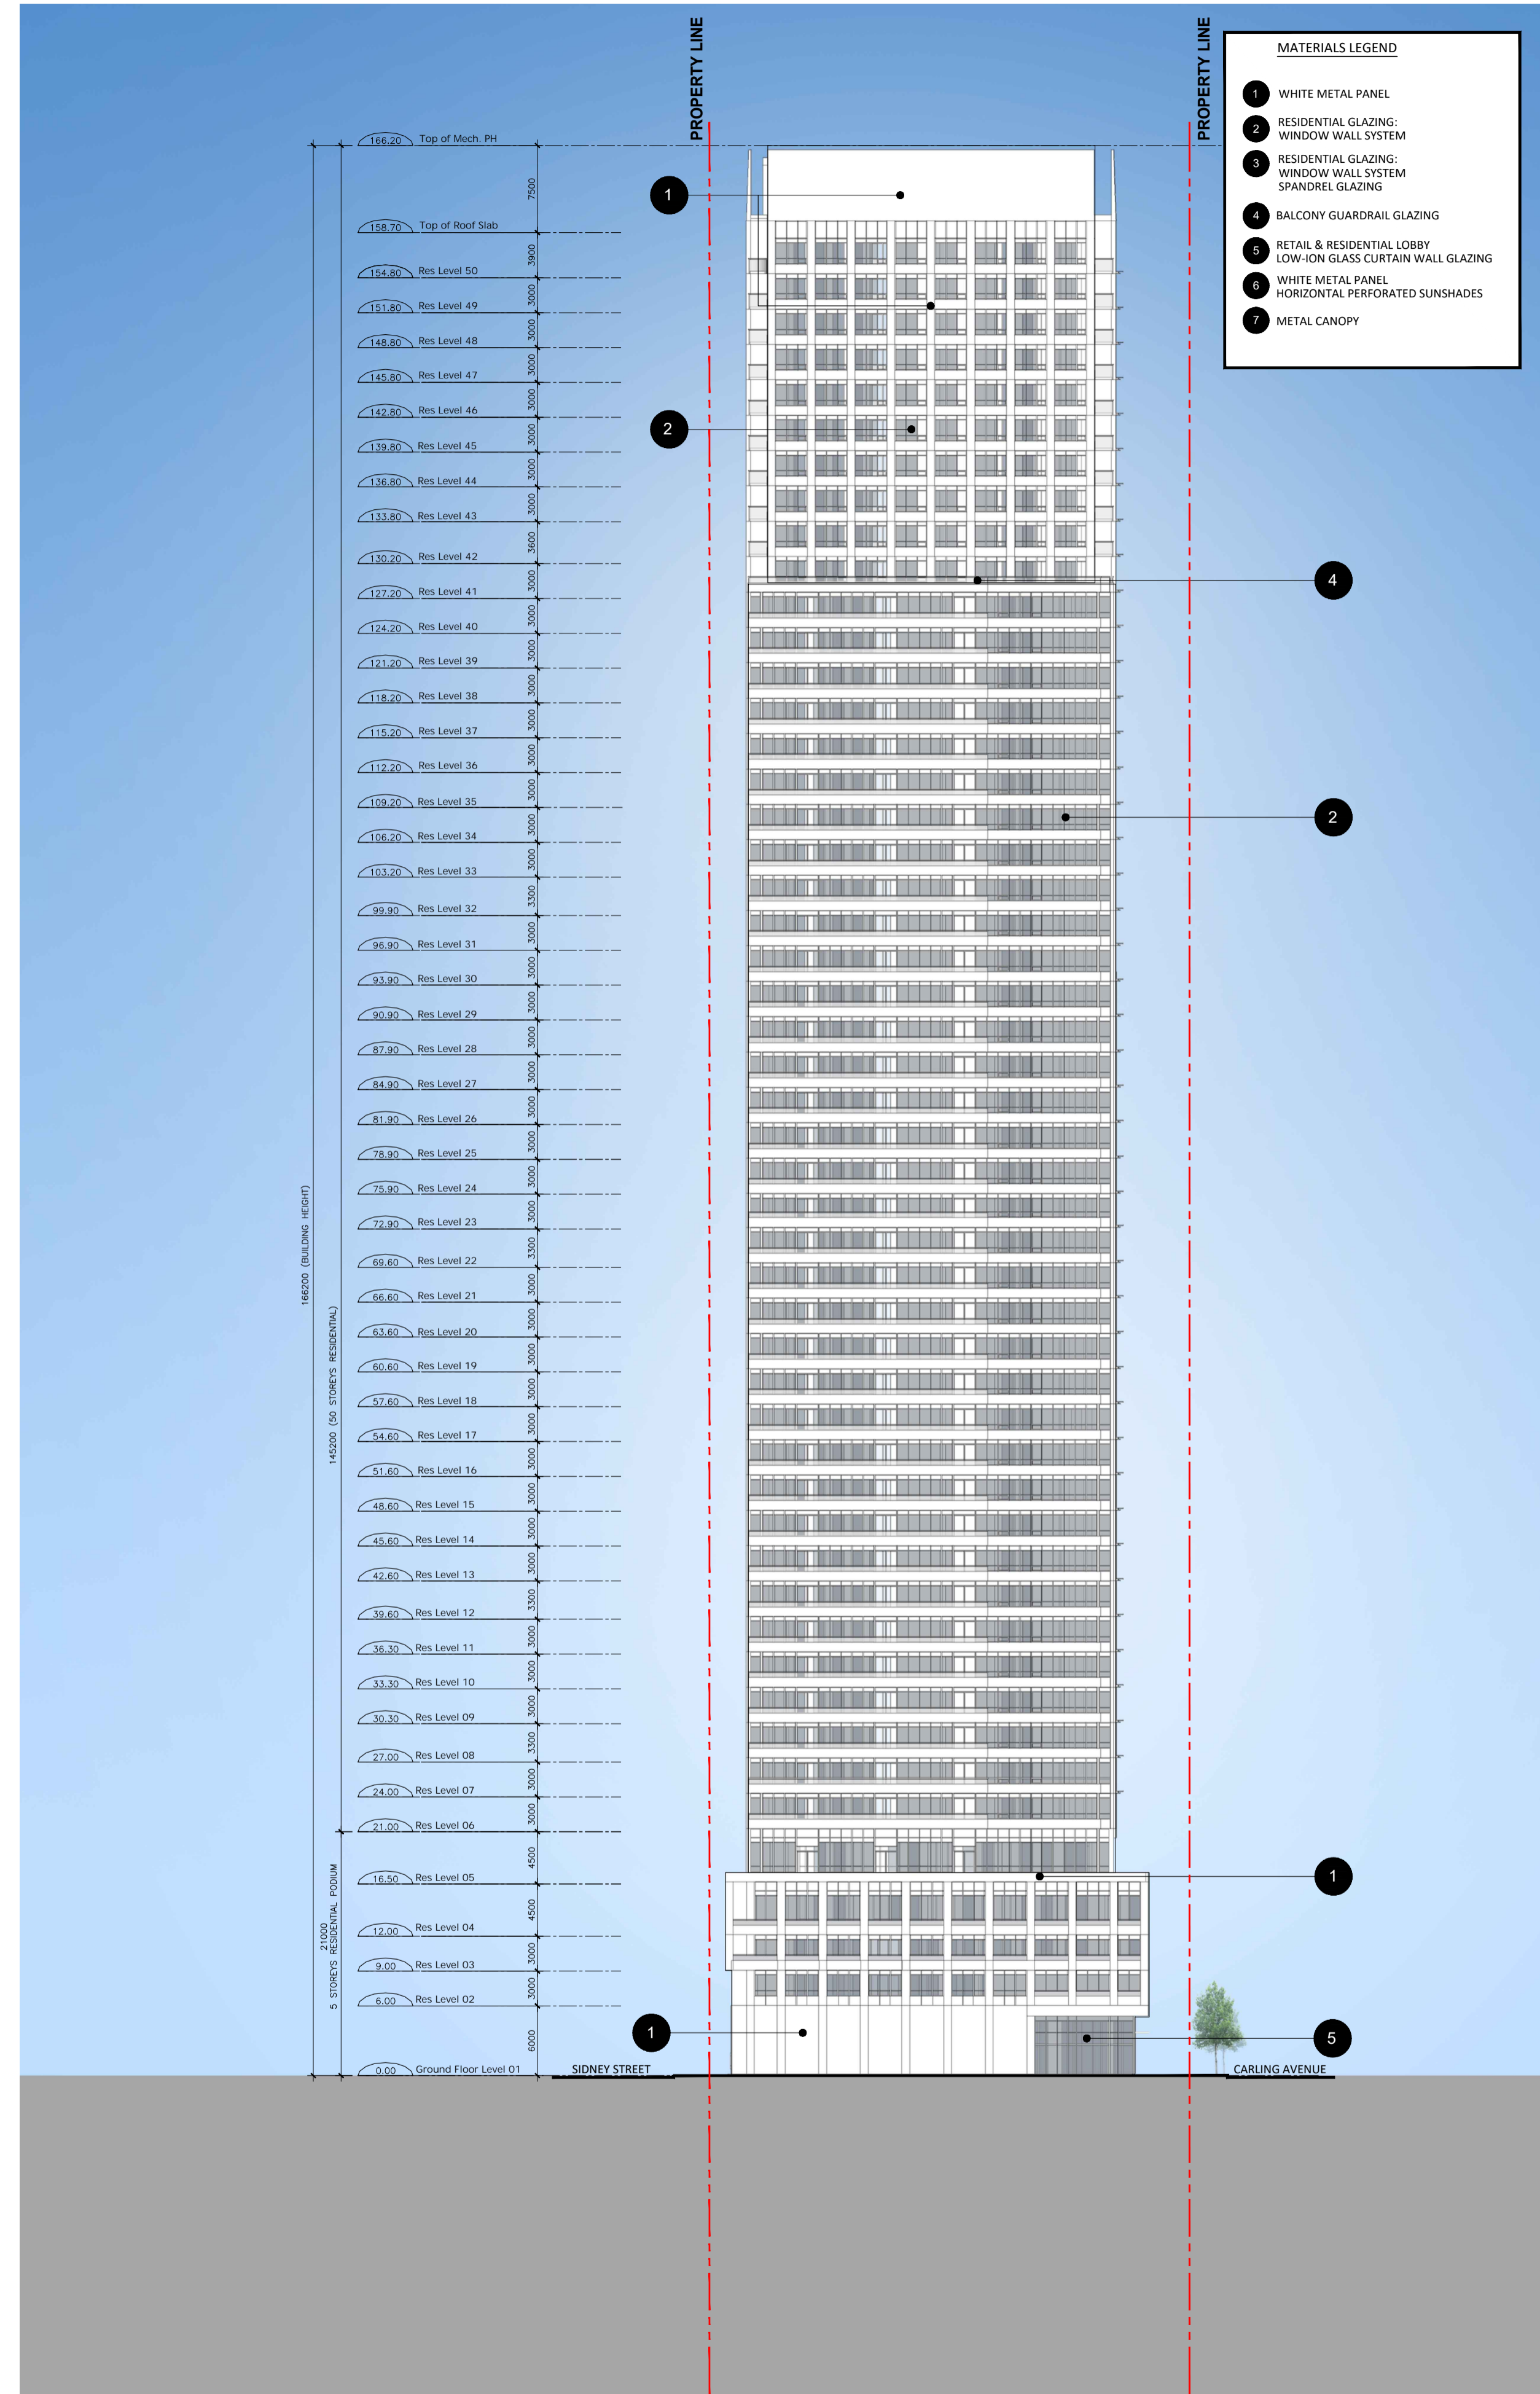 PROPERTY LINE
PROPERTY LINE
MATERIALS LEGEND
1 WHITE METAL PANEL
2 RESIDENTIAL GLAZING:
WINDOW WALL SYSTEM
3 RESIDENTIAL GLAZING:
WINDOW WALL SYSTEM
SPANDREL GLAZING
4 BALCONY GUARDRAIL GLAZING
5 RETAIL & RESIDENTIAL LOBBY
LOW-ION GLASS CURTAIN WALL GLAZING
6 WHITE METAL PANEL
HORIZONTAL PERFORATED SUNSHADES
7 METAL CANOPY
166.20 Top of Mech. PH
7500
1
158.70 Top of Roof Slab
3900
154.80 Res Level 50
3000
151.80 Res Level 49
3000
148.80 Res Level 48
3000
145.80 Res Level 47
3000
142.80 Res Level 46
3000
2
139.80 Res Level 45
3000
136.80 Res Level 44
3000
133.80 Res Level 43
3600
130.20 Res Level 42
3000
4
127.20 Res Level 41
3000
124.20 Res Level 40
3000
121.20 Res Level 39
3000
118.20 Res Level 38
3000
115.20 Res Level 37
3000
112.20 Res Level 36
3000
109.20 Res Level 35
3000
2
106.20 Res Level 34
3000
103.20 Res Level 33
3300
99.90 Res Level 32
3000
96.90 Res Level 31
3000
93.90 Res Level 30
3000
90.90 Res Level 29
3000
87.90 Res Level 28
3000
84.90 Res Level 27
3000
81.90 Res Level 26
3000
78.90 Res Level 25
3000
75.90 Res Level 24
3000
72.90 Res Level 23
3300
69.60 Res Level 22
3000
66.60 Res Level 21
3000
63.60 Res Level 20
3000
60.60 Res Level 19
3000
57.60 Res Level 18
3000
54.60 Res Level 17
3000
51.60 Res Level 16
3000
48.60 Res Level 15
3000
45.60 Res Level 14
3000
42.60 Res Level 13
3300
39.60 Res Level 12
3000
36.30 Res Level 11
3000
33.30 Res Level 10
3000
30.30 Res Level 09
3300
27.00 Res Level 08
3000
24.00 Res Level 07
3000
21.00 Res Level 06
4500
1
16.50 Res Level 05
4500
12.00 Res Level 04
3000
9.00 Res Level 03
3000
6.00 Res Level 02
6000
1
5
0.00 Ground Floor Level 01
166200 (BUILDING HEIGHT)
145200 (50 STOREYS RESIDENTIAL)
21000
5 STOREYS RESIDENTIAL PODIUM
SIDNEY STREET
CARLING AVENUE